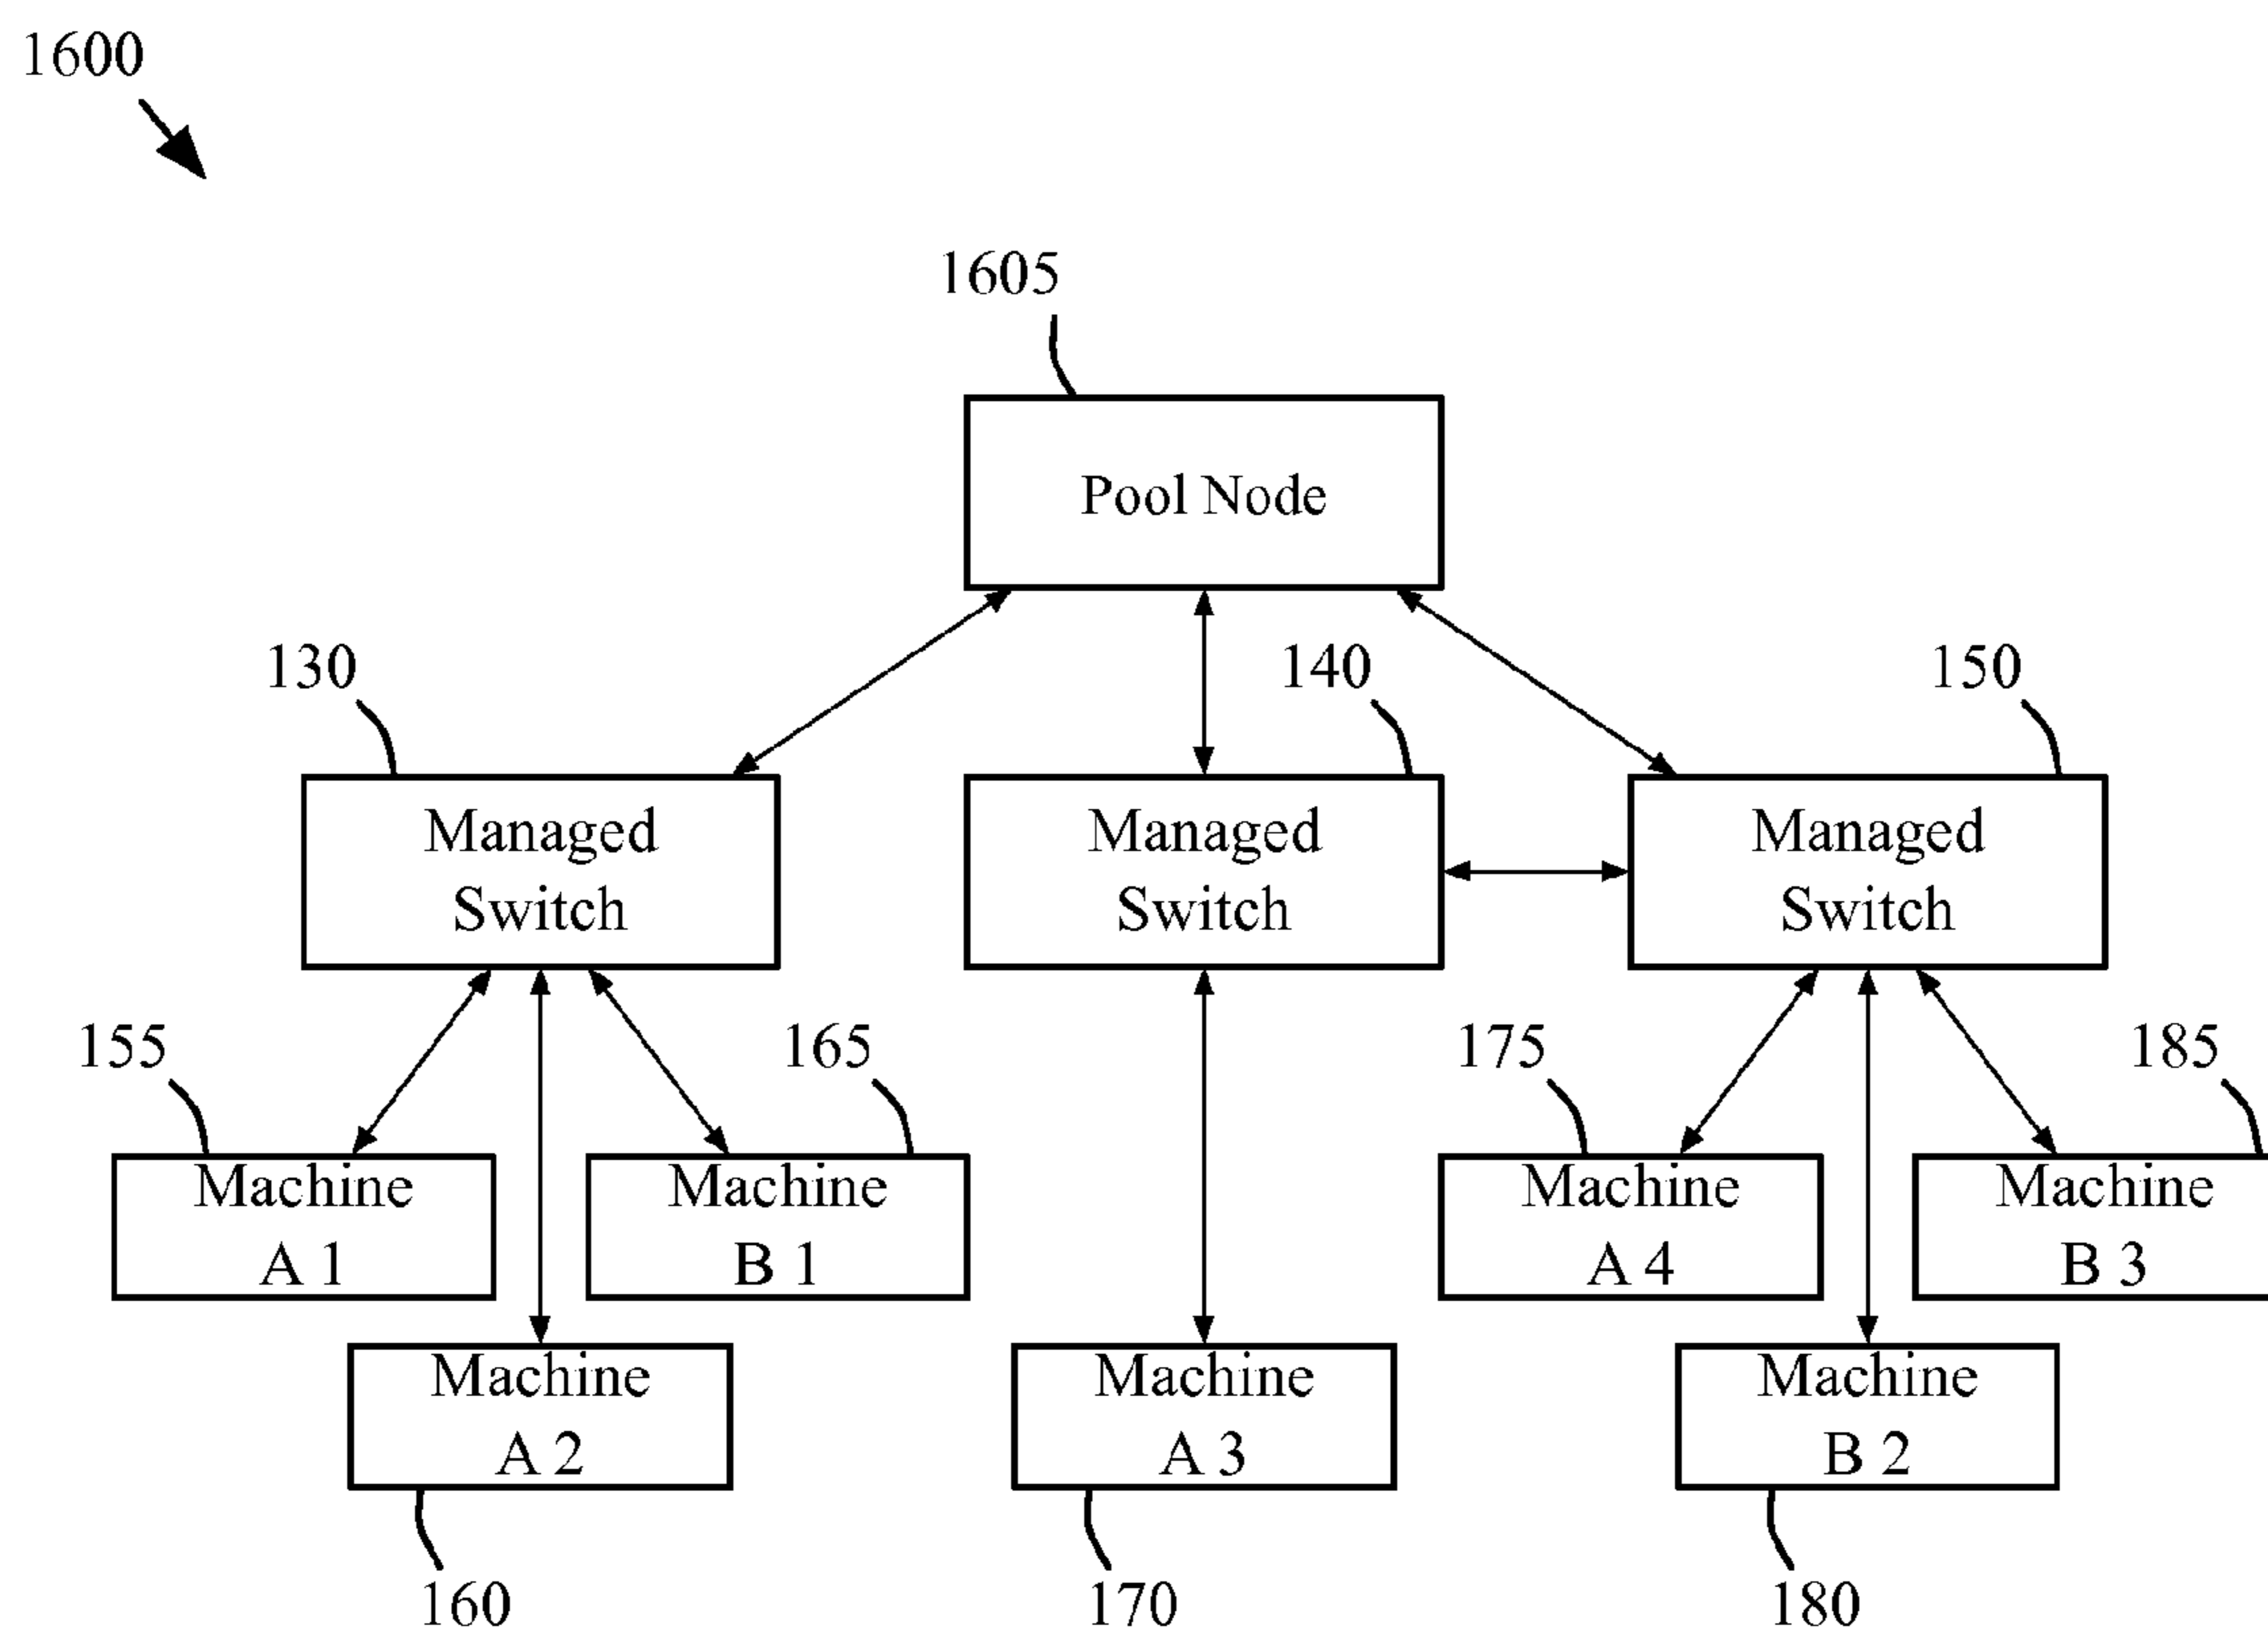 1600
1605
Pool Node
130
140
150
Managed
Switch
Managed
Switch
Managed
Switch
155
165
175
185
Machine
A 1
Machine
B 1
Machine
A 4
Machine
B 3
Machine
A 2
Machine
A 3
Machine
B 2
160
170
180